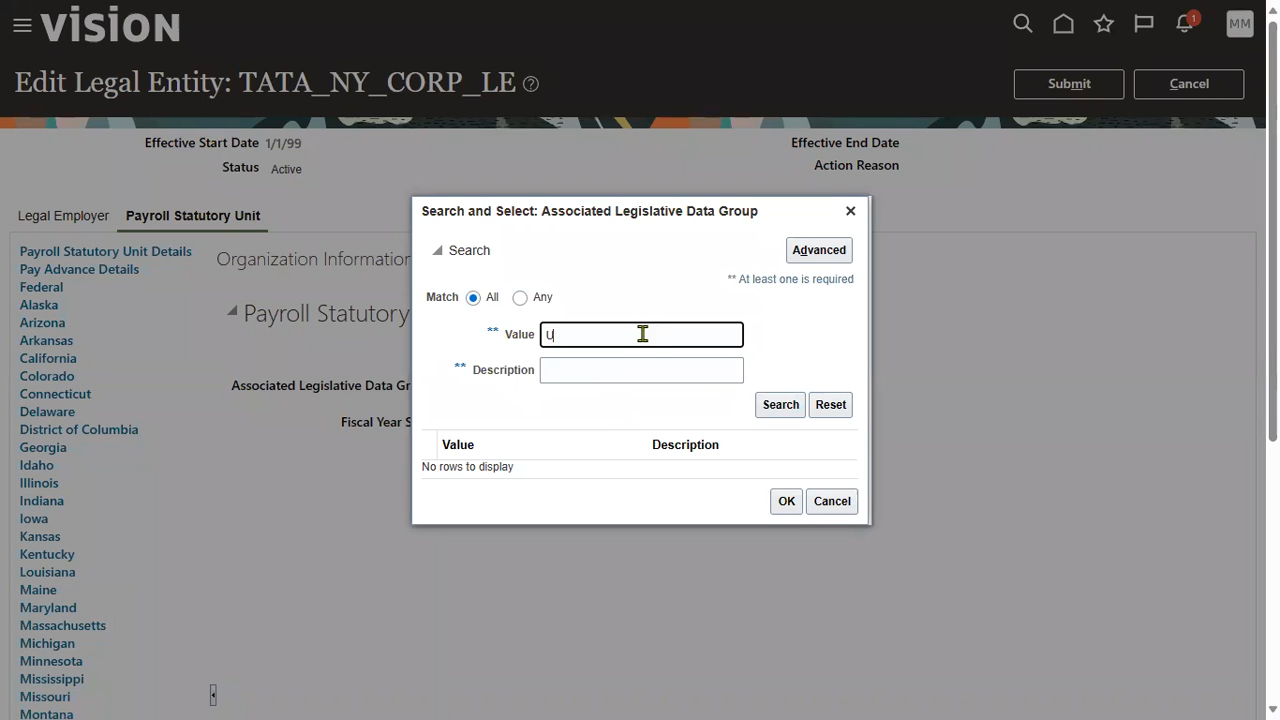 vision
1
MM
Edit Legal Entity: TATA_NY_CORP_LE ?
Submit
Cancel
Effective Start Date 1/1/99
Effective End Date
Status Active
Action Reason
Legal Employer
Payroll Statutory Unit
Search and Select: Associated Legislative Data Group
Search
Advanced
** At least one is required
Match All Any
** Value U
** Description
Search
Reset
Value
Description
No rows to display
OK
Cancel
Payroll Statutory Unit Details
Pay Advance Details
Federal
Alaska
Arizona
Arkansas
California
Colorado
Connecticut
Delaware
District of Columbia
Georgia
Idaho
Illinois
Indiana
Iowa
Kansas
Kentucky
Louisiana
Maine
Maryland
Massachusetts
Michigan
Minnesota
Mississippi
Missouri
Montana
Organization Information
Payroll Statutory
Associated Legislative Data Gr
Fiscal Year S